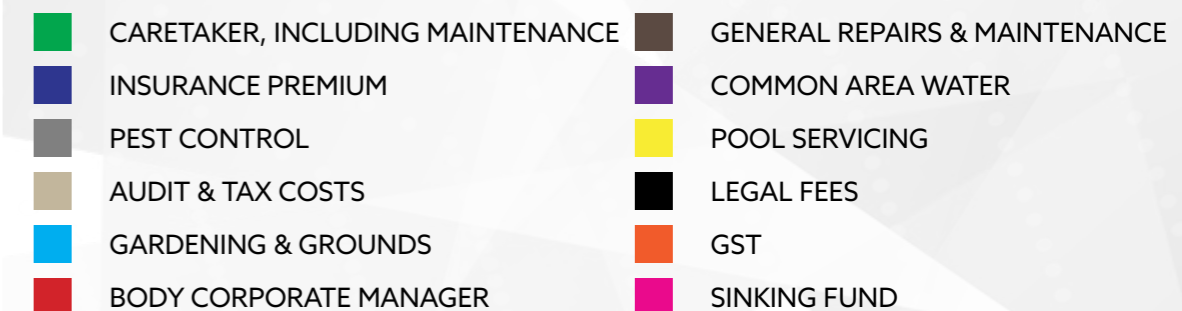 CARETAKER, INCLUDING MAINTENANCE
INSURANCE PREMIUM
PEST CONTROL
AUDIT & TAX COSTS
GARDENING & GROUNDS
BODY CORPORATE MANAGER
GENERAL REPAIRS & MAINTENANCE
COMMON AREA WATER
POOL SERVICING
LEGAL FEES
GST
SINKING FUND